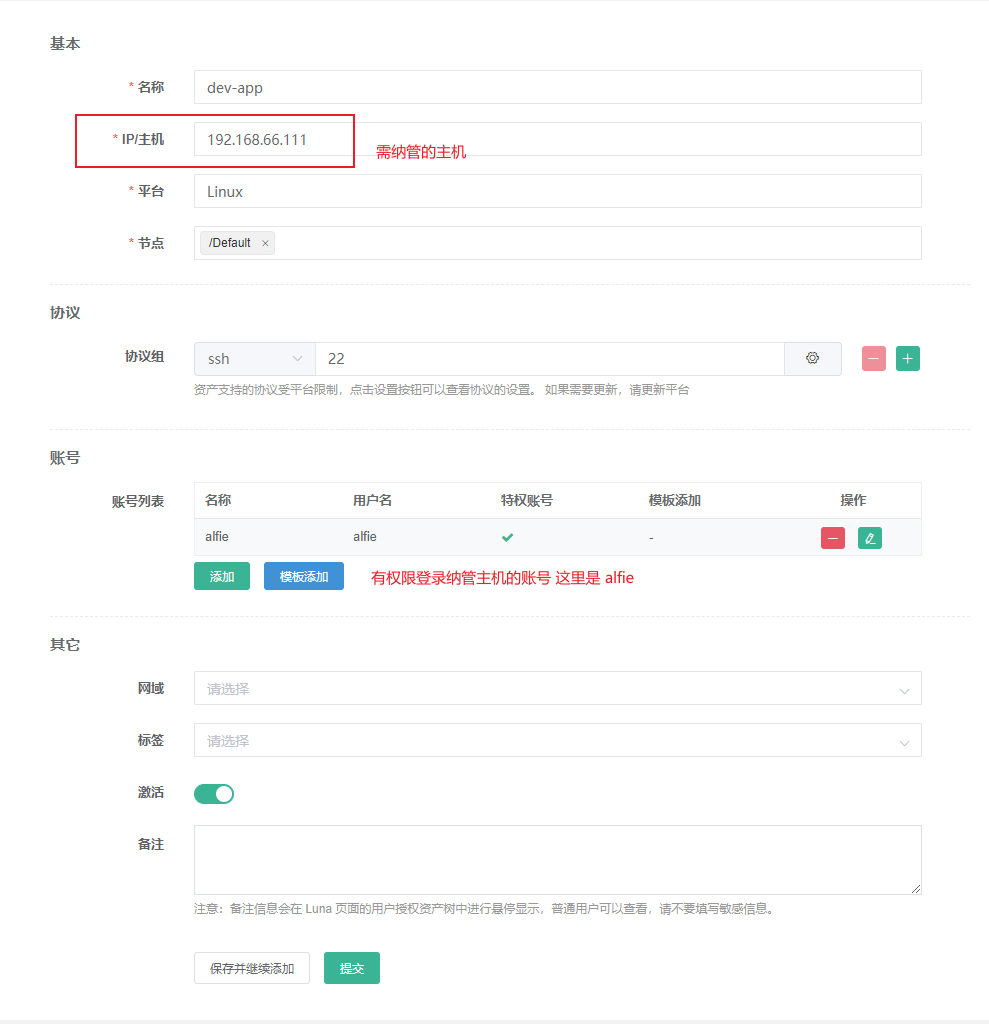 基本
* 名称 dev-app
* IP/主机 192.168.66.111 需纳管的主机
* 平台 Linux
* 节点 /Default ×
协议
协议组 ssh 22
资产支持的协议受平台限制，点击设置按钮可以查看协议的设置。 如果需要更新，请更新平台
账号
账号列表 名称 用户名 特权账号 模板添加 操作
alfie alfie -
添加 模板添加 有权限登录纳管主机的账号 这里是 alfie
其它
网域 请选择
标签 请选择
激活
备注
注意：备注信息会在 Luna 页面的用户授权资产树中进行悬停显示，普通用户可以查看，请不要填写敏感信息。
保存并继续添加 提交